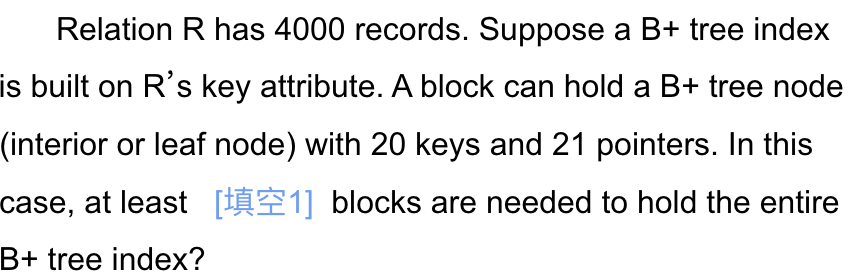 Relation R has 4000 records. Suppose a B+ tree index
is built on R’s key attribute. A block can hold a B+ tree node
(interior or leaf node) with 20 keys and 21 pointers. In this
case, at least [填空1] blocks are needed to hold the entire
B+ tree index?